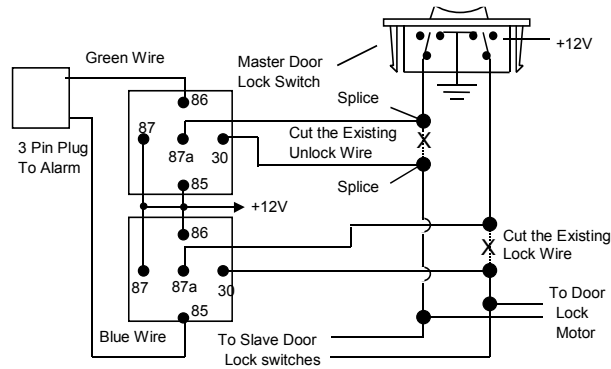 +12V
Master Door
Lock Switch
Green Wire
86
Splice
87
87a
30
Cut the Existing
Unlock Wire
X
3 Pin Plug
To Alarm
85
Splice
+12V
86
X
Cut the Existing
Lock Wire
87
87a
30
85
To Door
Lock
Motor
Blue Wire
To Slave Door
Lock switches